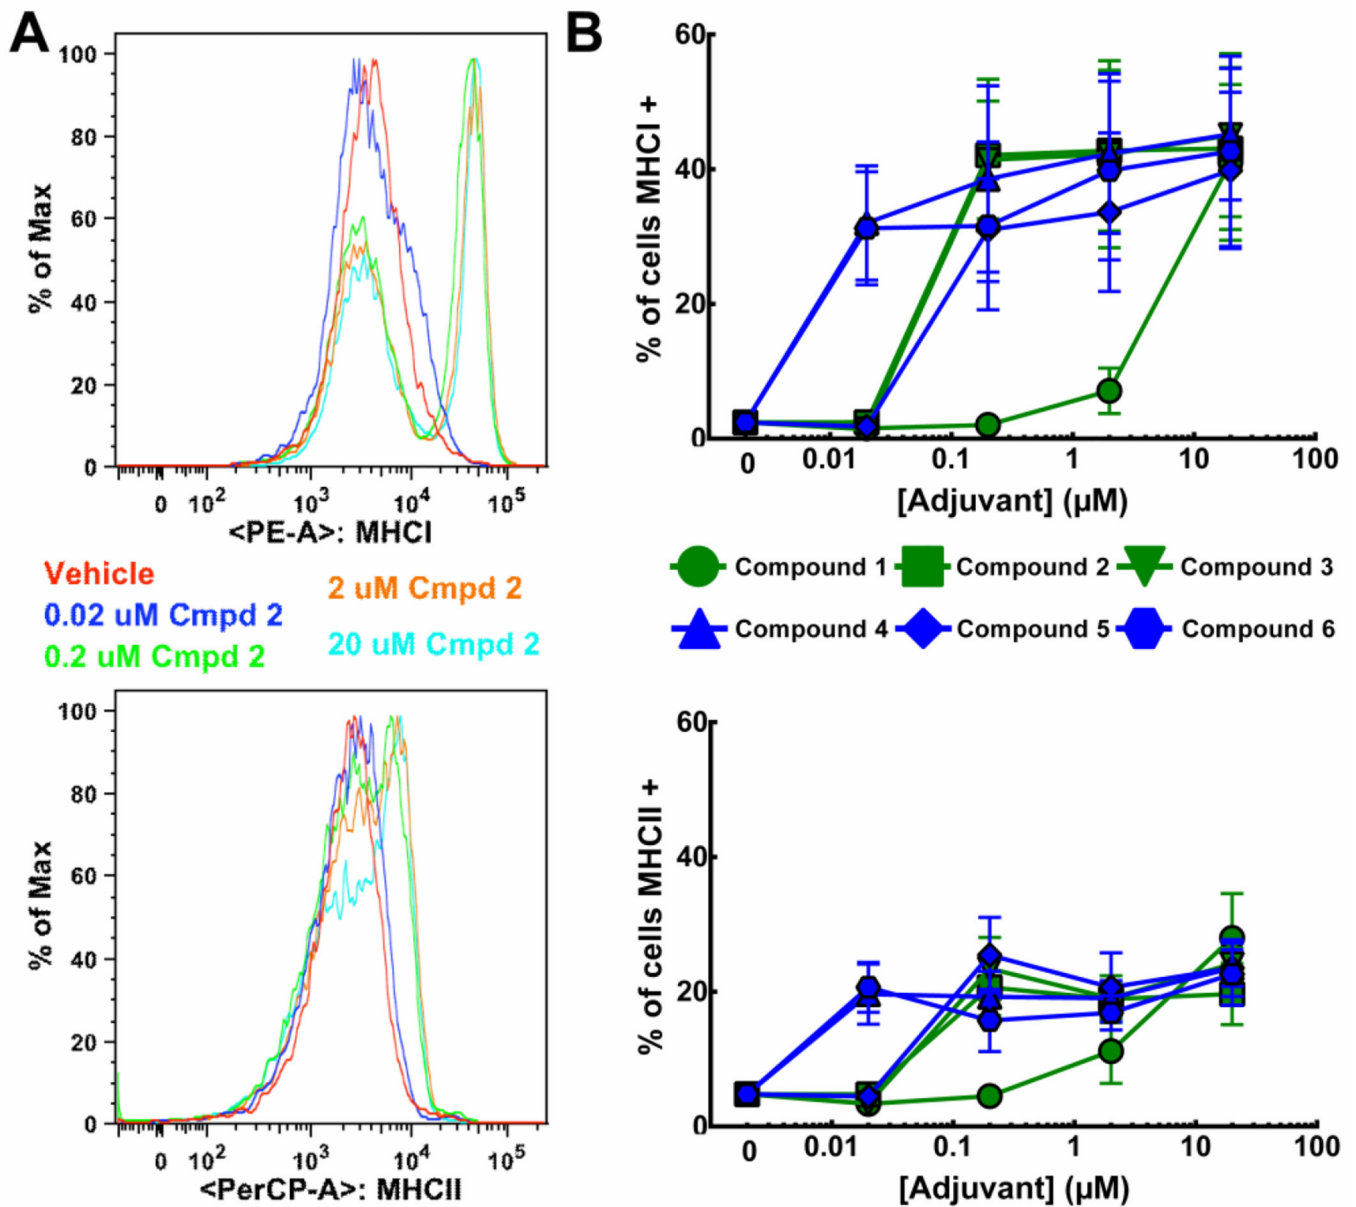 A
100
80
60
40
20
0
% of Max
0 10² 10³ 10⁴ 10⁵
<PE-A>: MHCI
Vehicle
0.02 uM Cmpd 2
0.2 uM Cmpd 2
2 uM Cmpd 2
20 uM Cmpd 2
100
80
60
40
20
0
% of Max
0 10² 10³ 10⁴ 10⁵
<PerCP-A>: MHCII
B
60
40
20
0
% of cells MHCI +
0 0.01 0.1 1 10 100
[Adjuvant] (µM)
Compound 1 Compound 2 Compound 3
Compound 4 Compound 5 Compound 6
60
40
20
0
% of cells MHCII +
0 0.01 0.1 1 10 100
[Adjuvant] (µM)